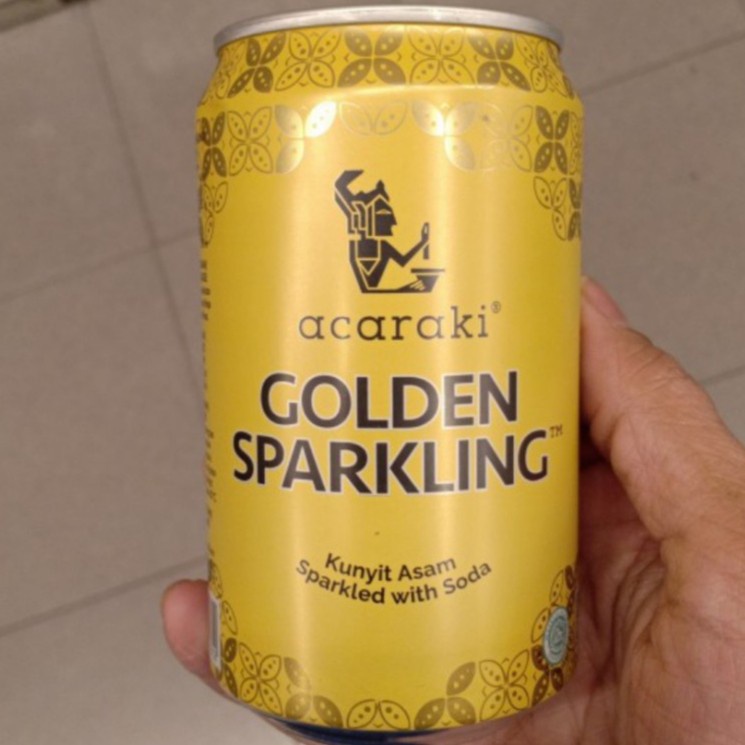 acaraki®
GOLDEN
SPARKLING™
Kunyit Asam
Sparkled with Soda